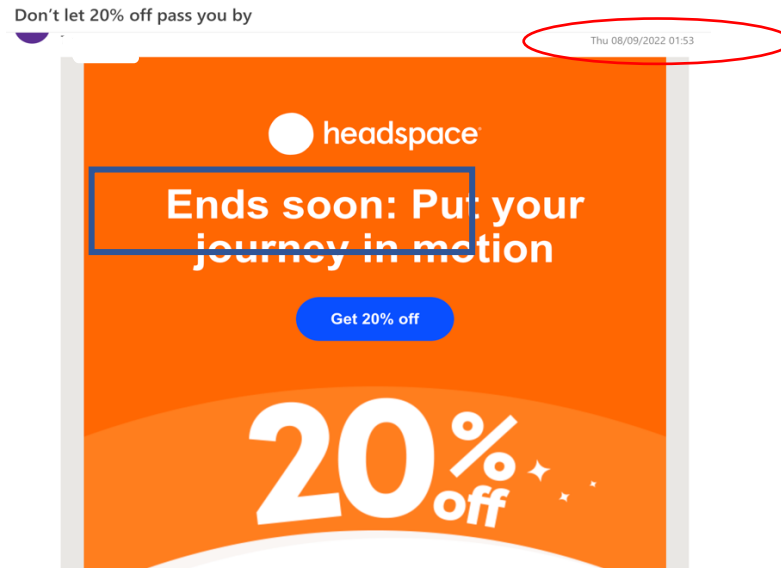 Don't let 20% off pass you by
Thu 08/09/2022 01:53
headspace
Ends soon: Put your
journey in motion
Get 20% off
20%
off